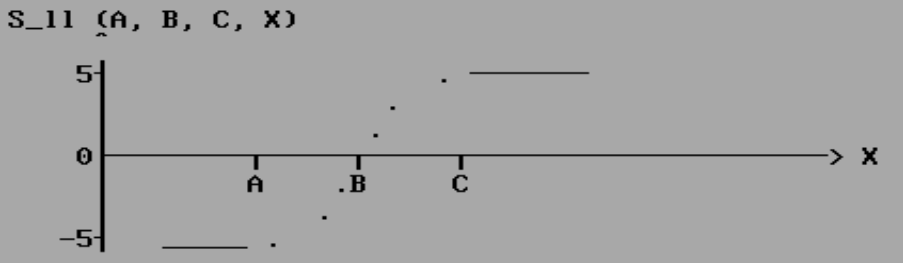 S_11 (A, B, C, X)
5
0
X
A
.B
C
-5